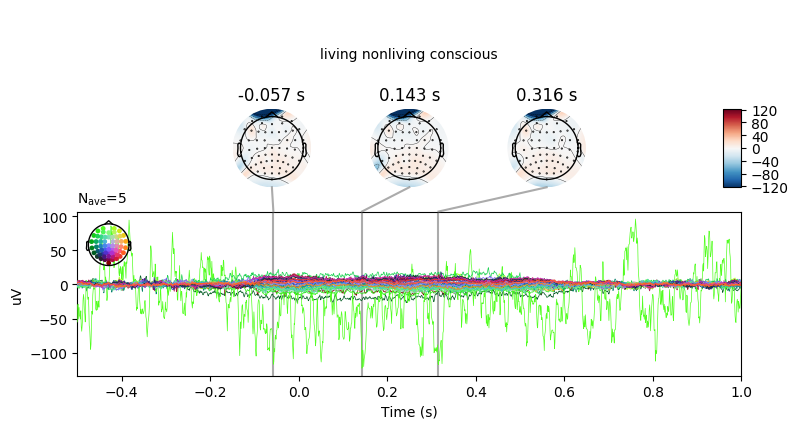 living nonliving conscious
-0.057 s 0.143 s 0.316 s
120
80
40
0
−40
−80
−120
Nave=5
100
50
0
−50
−100
uV
−0.4 −0.2 0.0 0.2 0.4 0.6 0.8 1.0
Time (s)